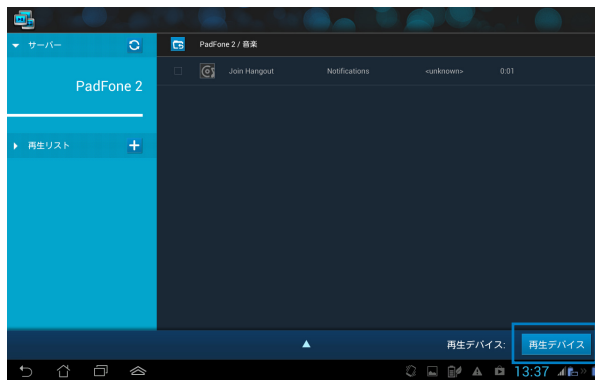 サーバー
PadFone 2 / 音楽
PadFone 2
Join Hangout Notifications <unknown> 0:01
再生リスト
再生デバイス: 再生デバイス
13:37